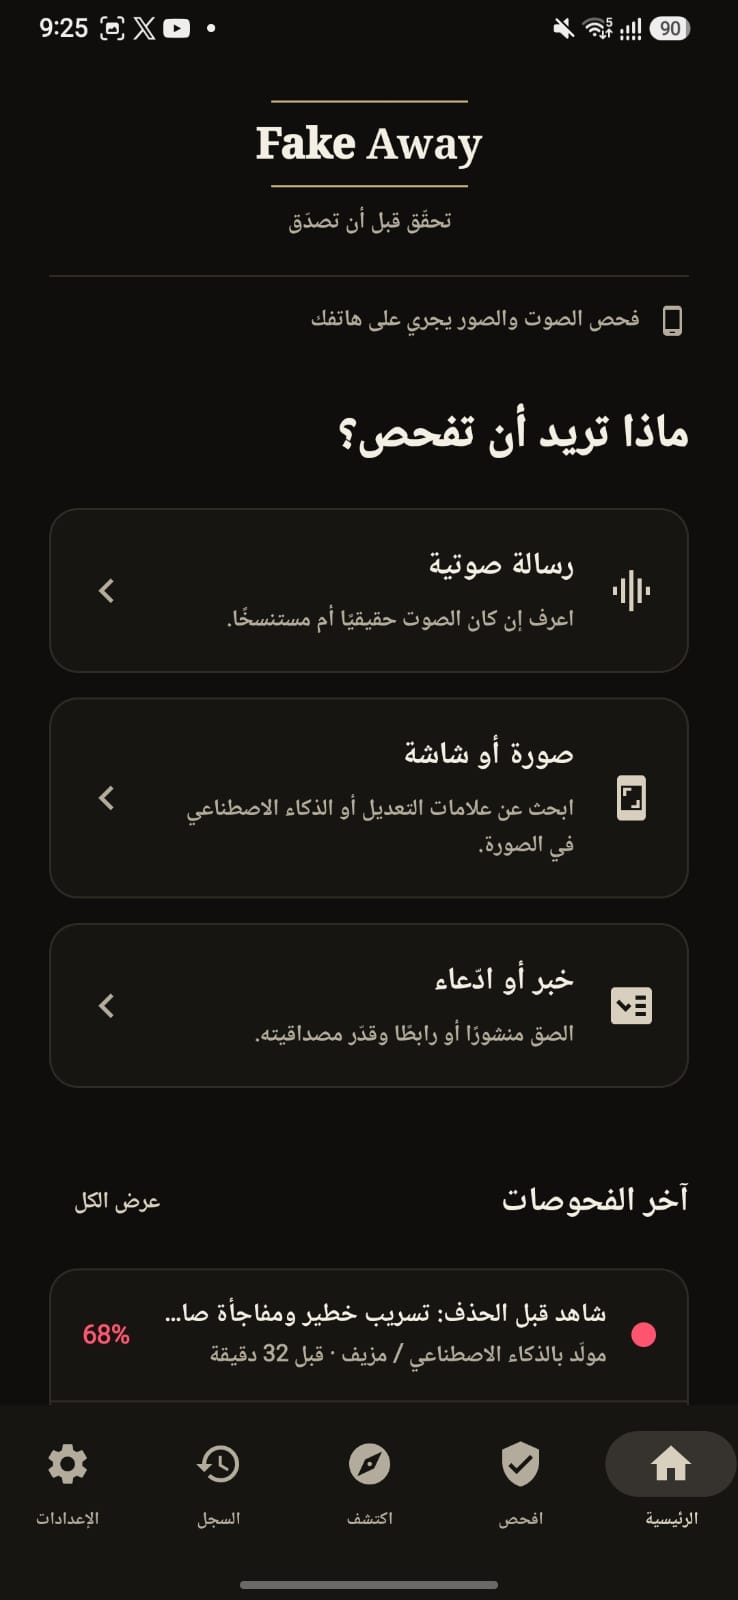 9:25
5
90
Fake Away
تحقّق قبل أن تصدّق
فحص الصوت والصور يجري على هاتفك
ماذا تريد أن تفحص؟
رسالة صوتية
اعرف إن كان الصوت حقيقيًا أم مستنسخًا.
صورة أو شاشة
ابحث عن علامات التعديل أو الذكاء الاصطناعي
في الصورة.
خبر أو ادّعاء
الصق منشورًا أو رابطًا وقدّر مصداقيته.
آخر الفحوصات
عرض الكل
شاهد قبل الحذف: تسريب خطير ومفاجأة صا...
68%
مولّد بالذكاء الاصطناعي / مزيف · قبل 32 دقيقة
الرئيسية
افحص
اكتشف
السجل
الإعدادات